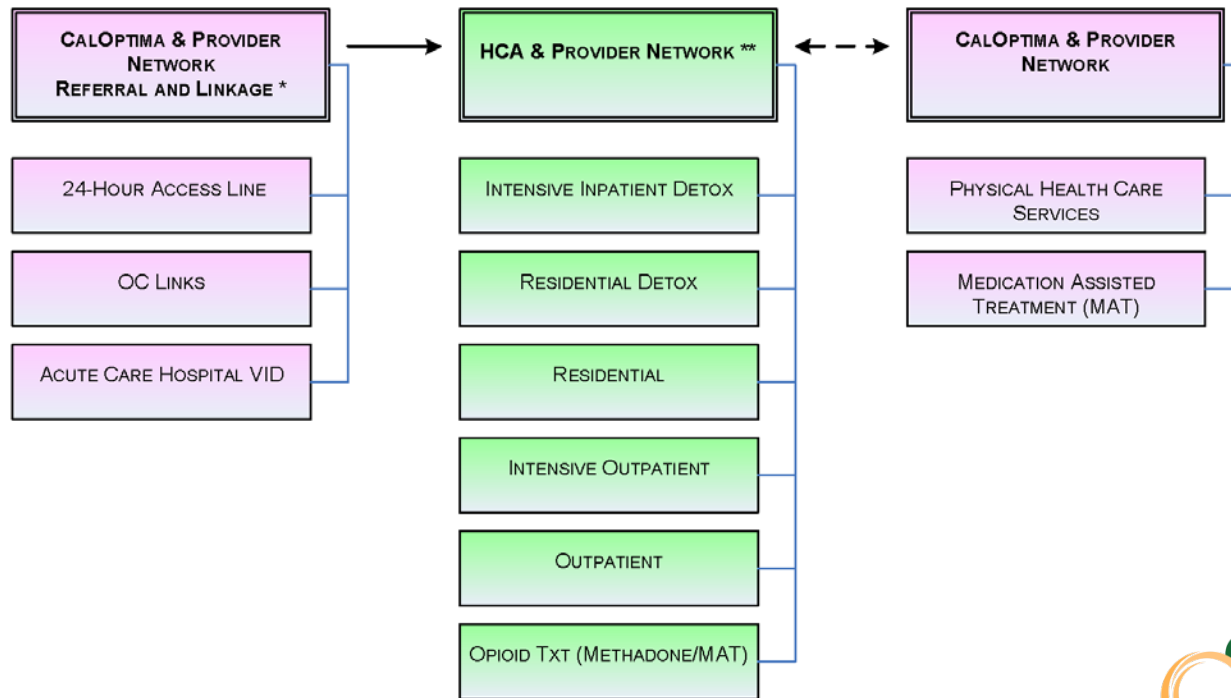 CALOPTIMA & PROVIDER
NETWORK
REFERRAL AND LINKAGE *
24-HOUR ACCESS LINE
OC LINKS
ACUTE CARE HOSPITAL VID
HCA & PROVIDER NETWORK **
INTENSIVE INPATIENT DETOX
RESIDENTIAL DETOX
RESIDENTIAL
INTENSIVE OUTPATIENT
OUTPATIENT
OPIOID TXT (METHADONE/MAT)
CALOPTIMA & PROVIDER
NETWORK
PHYSICAL HEALTH CARE
SERVICES
MEDICATION ASSISTED
TREATMENT (MAT)